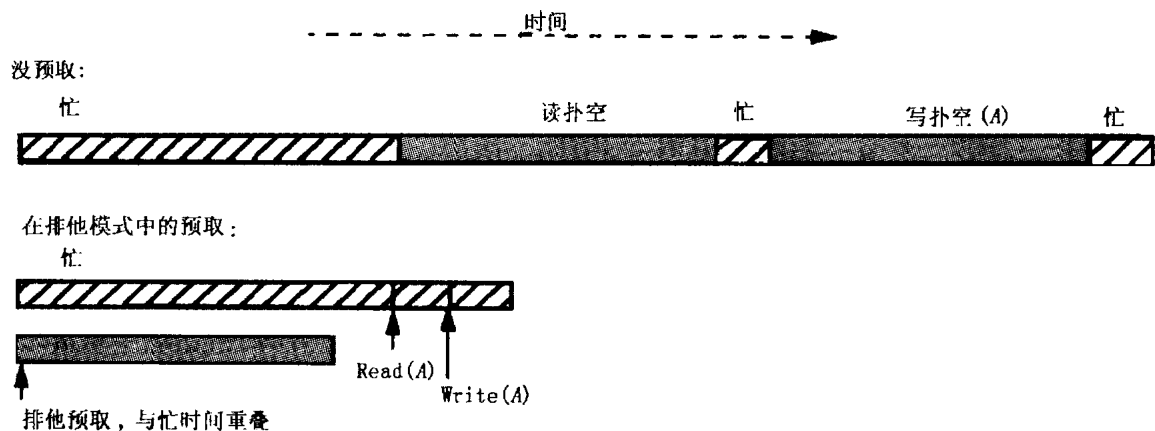 时间
没预取:
忙 读扑空 忙 写扑空(A) 忙
在排他模式中的预取:
忙
Read(A)
Write(A)
排他预取,与忙时间重叠